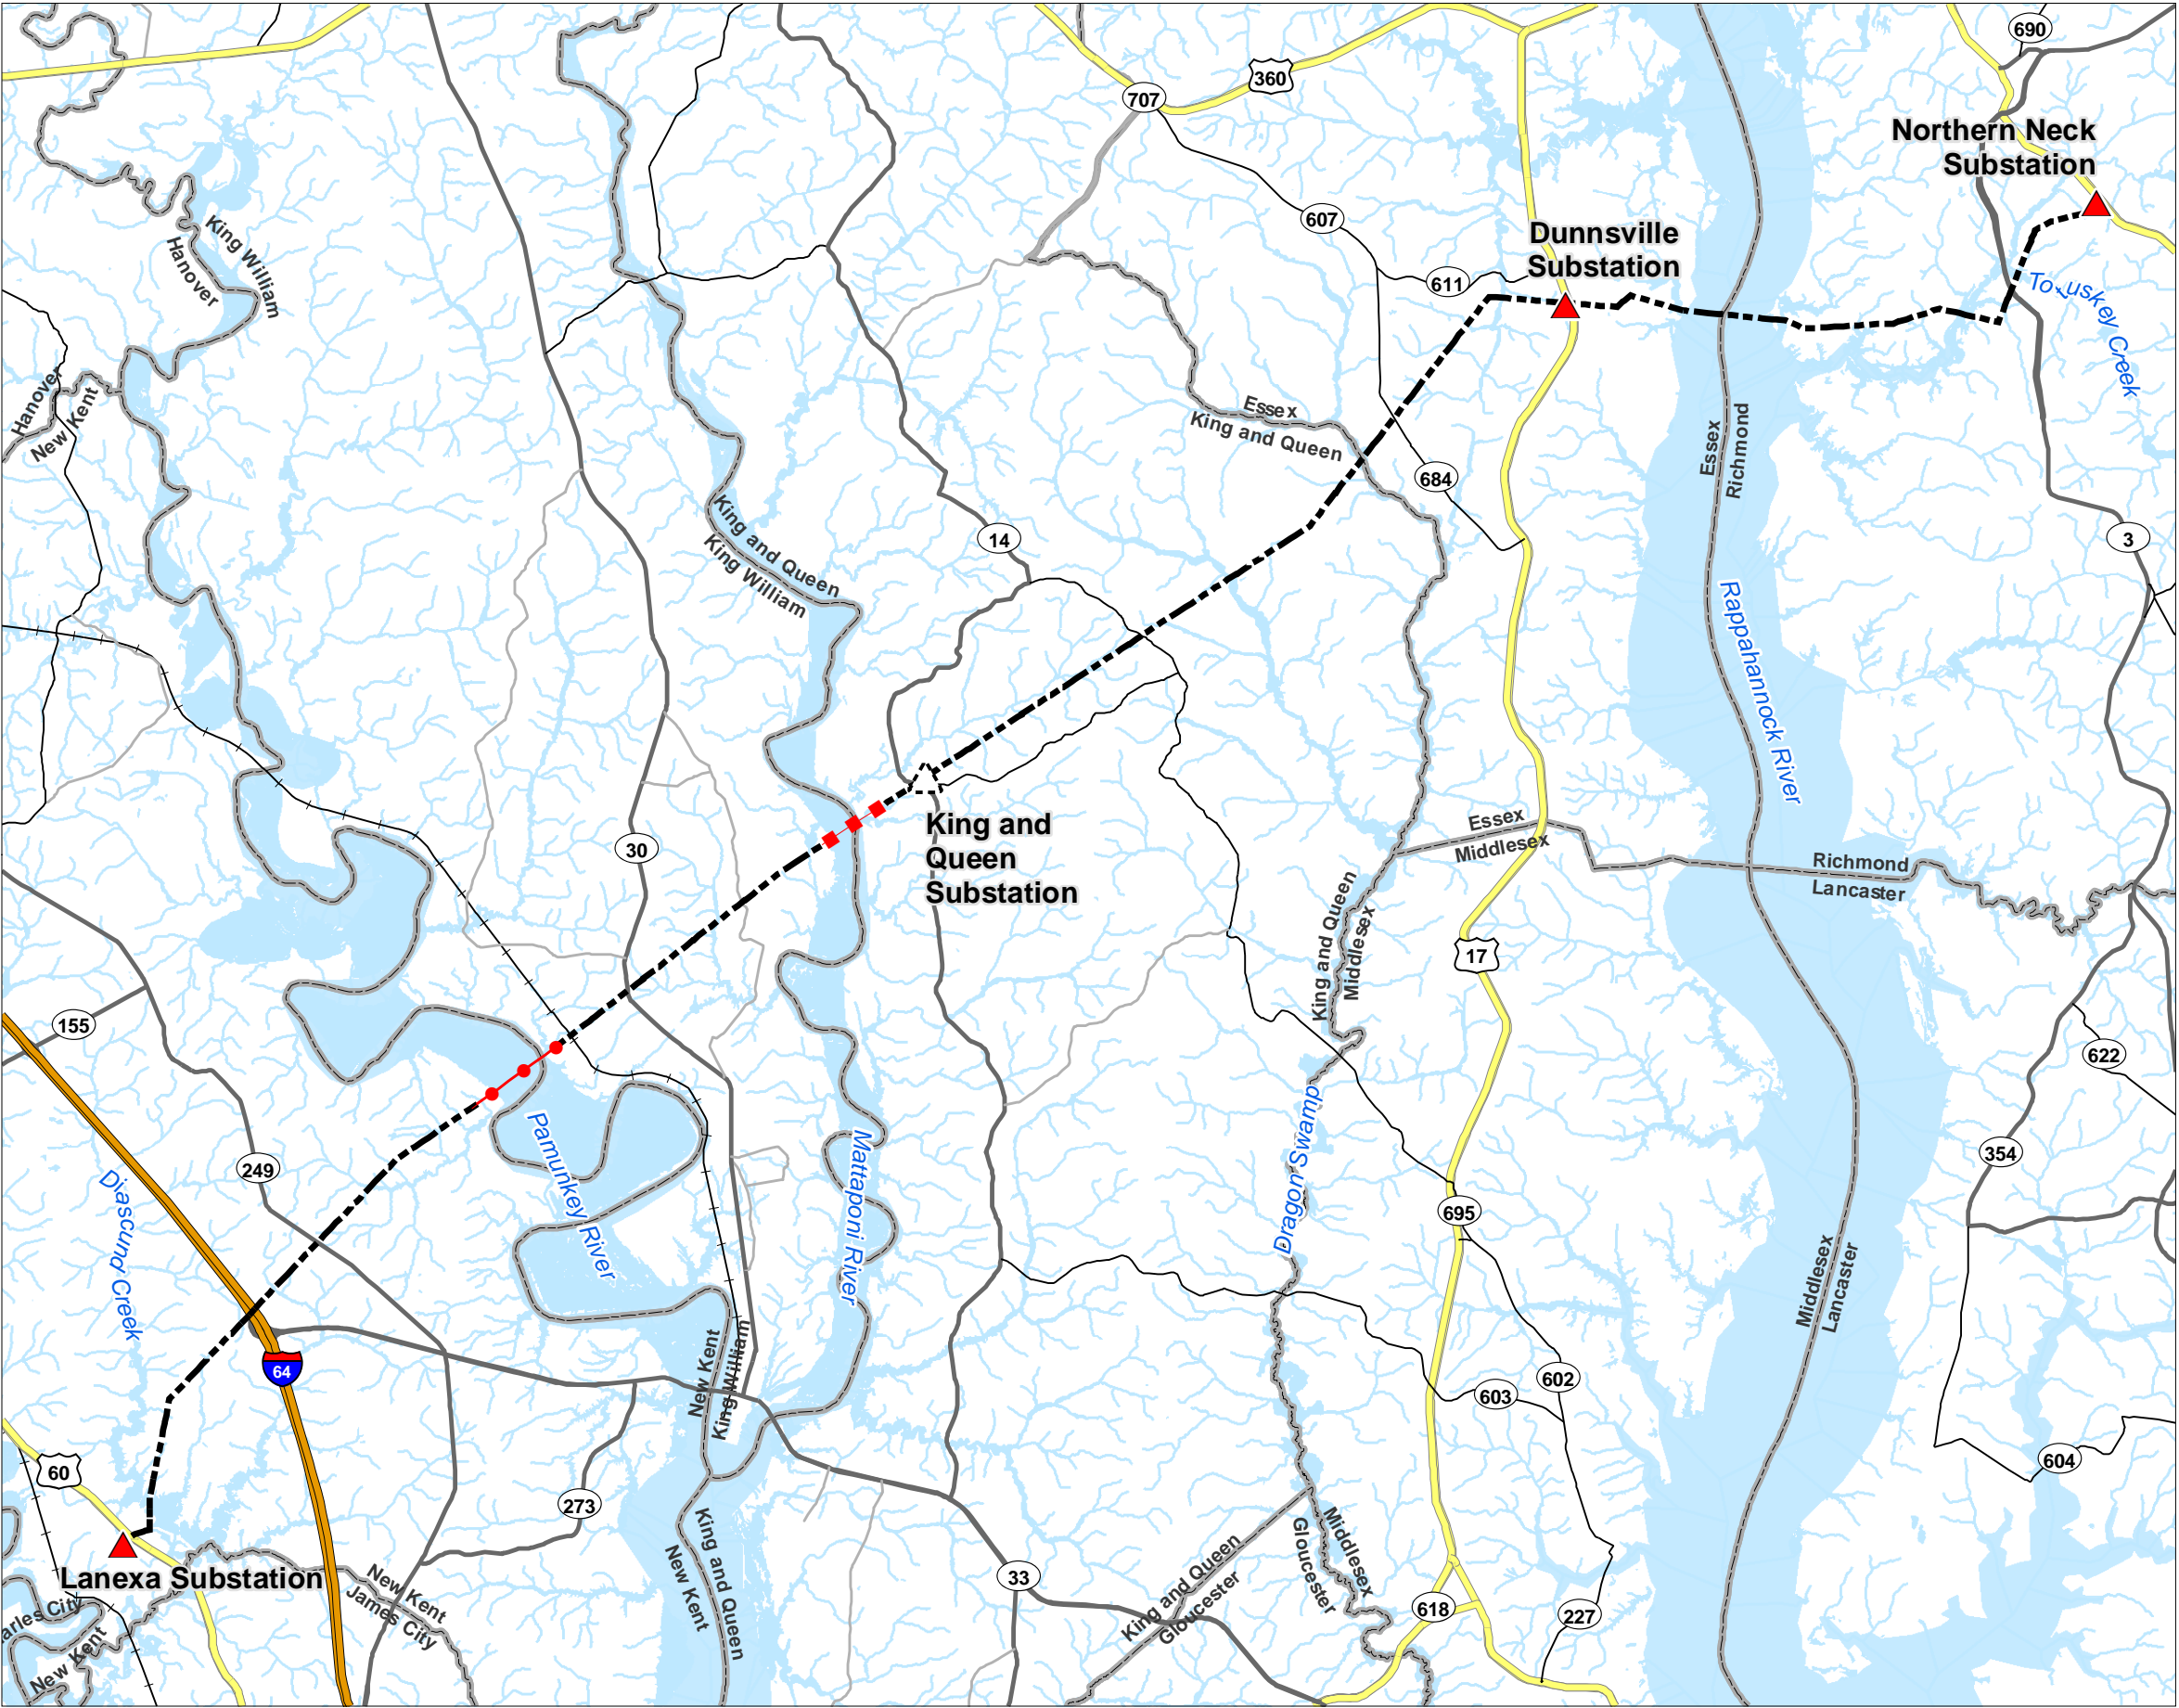 690
360
707
Northern Neck
Substation
607
Dunnsville
Substation
King William
Hanover
611
Totuskey Creek
Hanover
New Kent
Essex
King and Queen
Essex
Richmond
684
King and Queen
King William
14
3
Rappahannock River
King and
Queen
Substation
30
Essex
Middlesex
Richmond
Lancaster
King and Queen
Middlesex
17
155
622
Dragon Swamp
Pamunkey River
Mattaponi River
249
354
Diascund Creek
695
Middlesex
Lancaster
64
New Kent
King William
602
603
60
604
273
King and Queen
New Kent
Middlesex
Gloucester
King and Queen
Gloucester
Lanexa Substation
New Kent
James City
33
618
227
arles City
New Kent